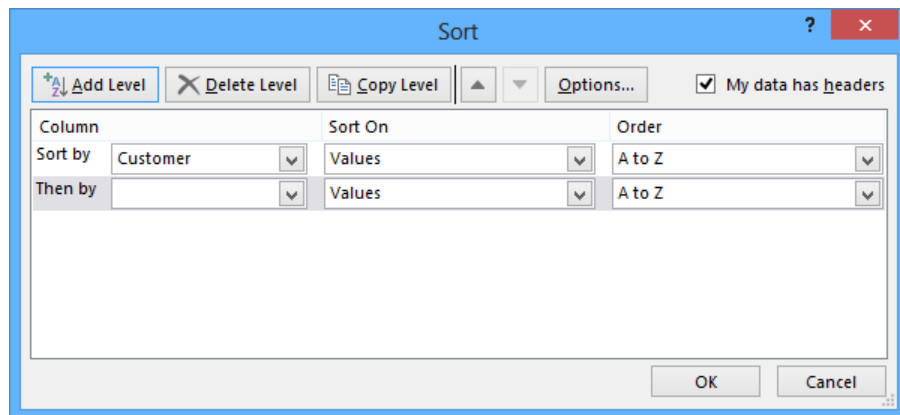 Sort ?
Add Level Delete Level Copy Level Options... My data has headers
Column Sort On Order
Sort by Customer Values A to Z
Then by Values A to Z
OK Cancel